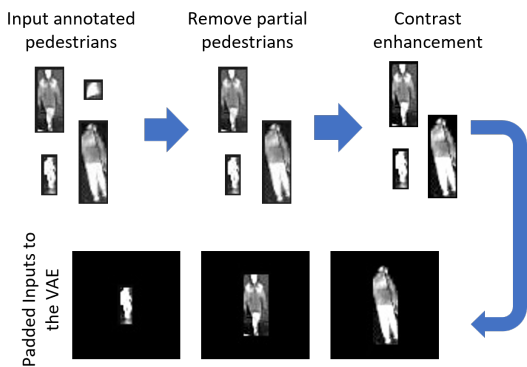 Input annotated
pedestrians
Remove partial
pedestrians
Contrast
enhancement
Padded Inputs to
the VAE